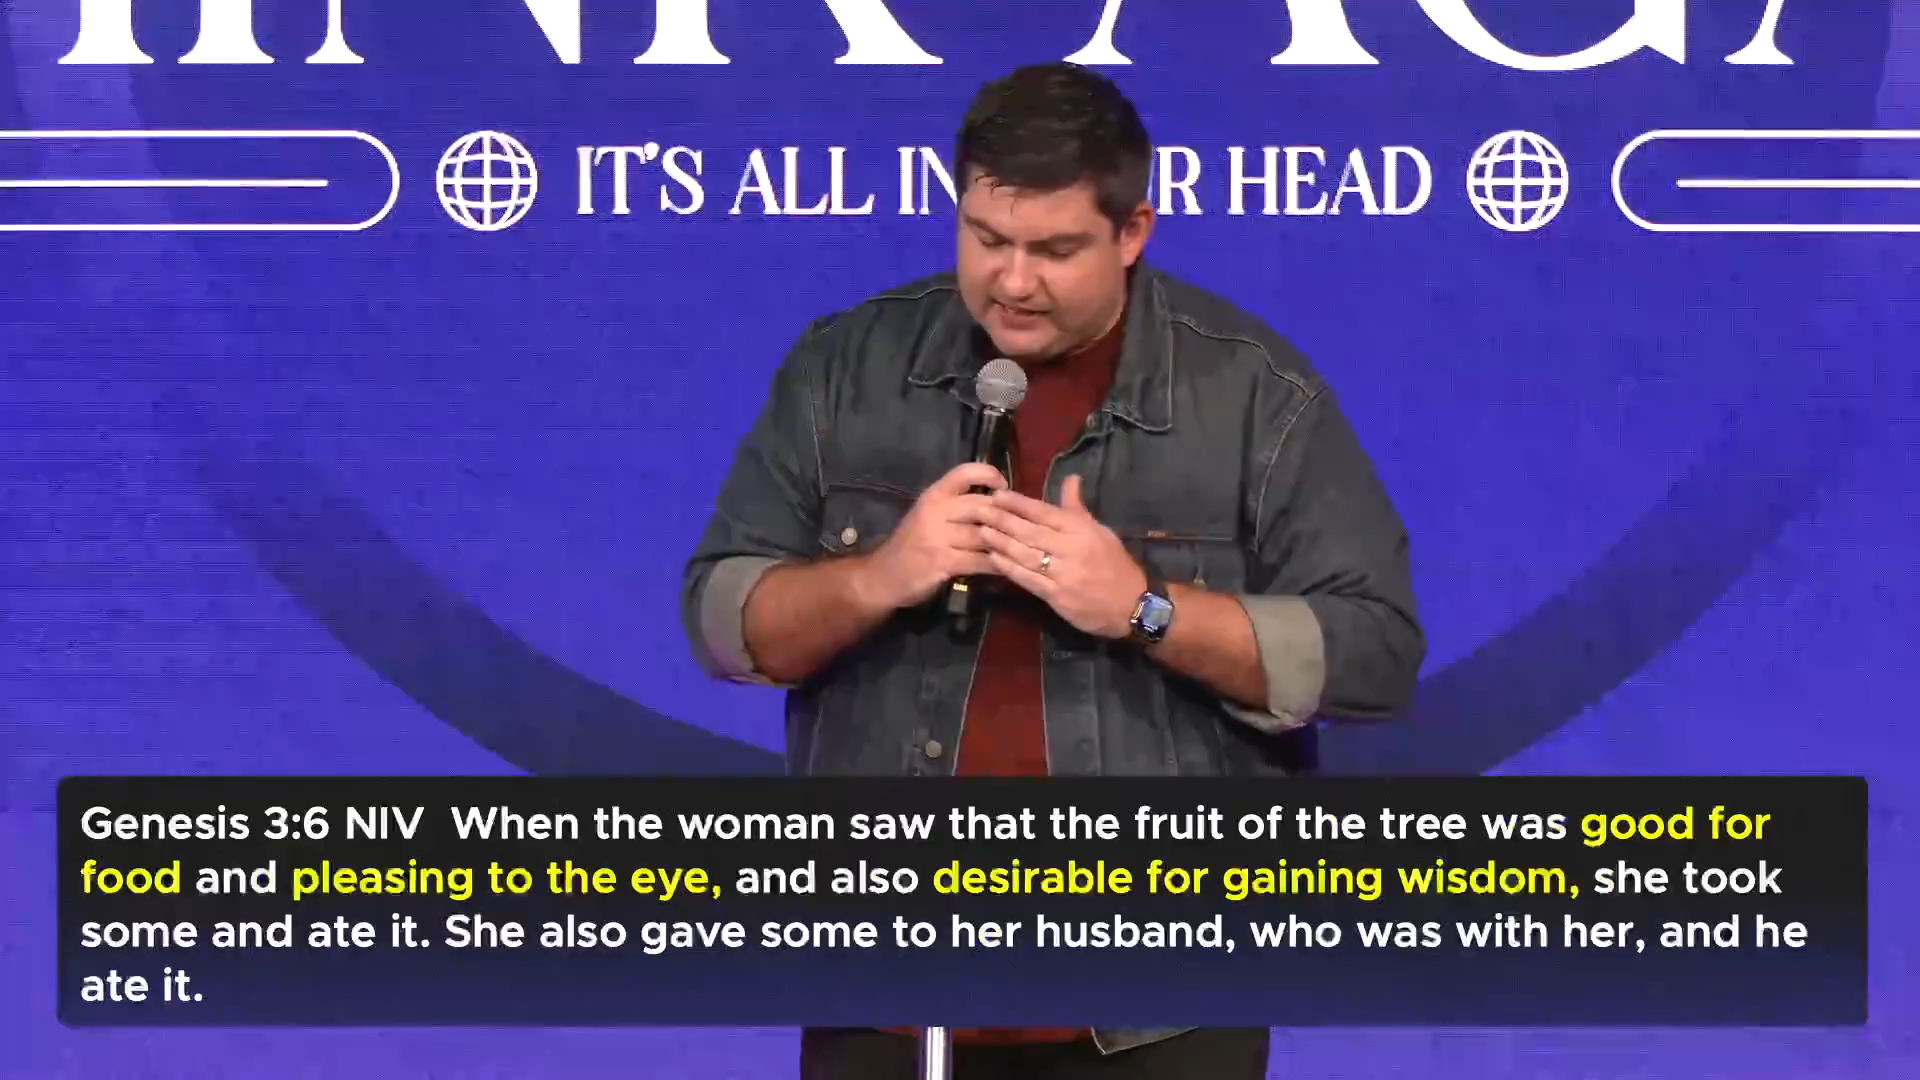 IT'S ALL IN
R HEAD
Genesis 3:6 NIV When the woman saw that the fruit of the tree was good for
food and pleasing to the eye, and also desirable for gaining wisdom, she took
some and ate it. She also gave some to her husband, who was with her, and he
ate it.